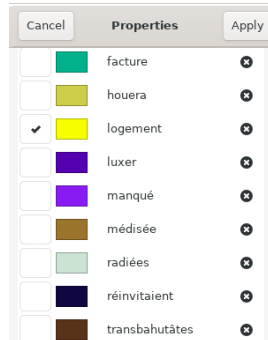 Cancel Properties Apply
facture
houera
logement
luxer
manqué
médisée
radiées
réinvitaient
transbahutâtes